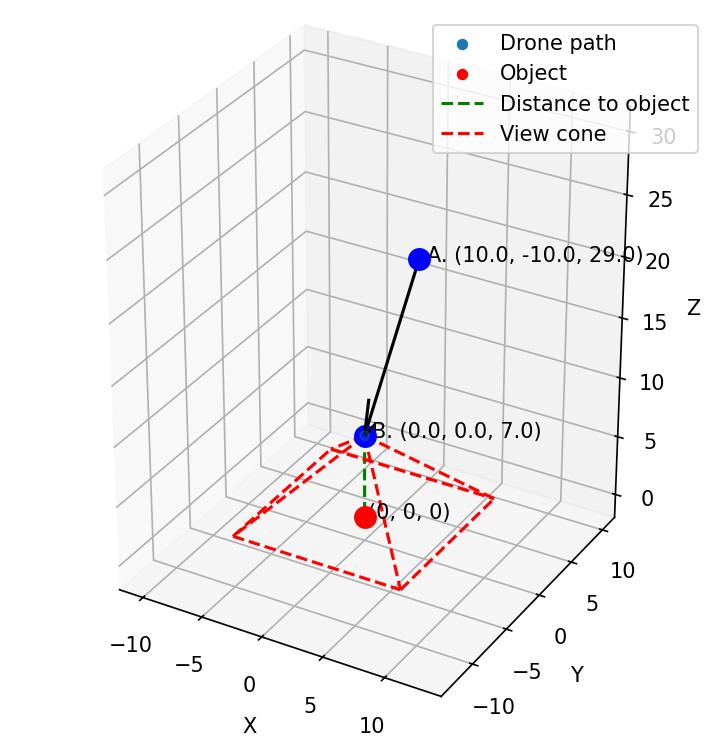 Drone path
Object
Distance to object
View cone
30
25
20
15
10
5
0
Z
A. (10.0, -10.0, 29.0)
B. (0.0, 0.0, 7.0)
(0, 0, 0)
−10
−5
0
5
10
X
10
5
0
−5
−10
Y